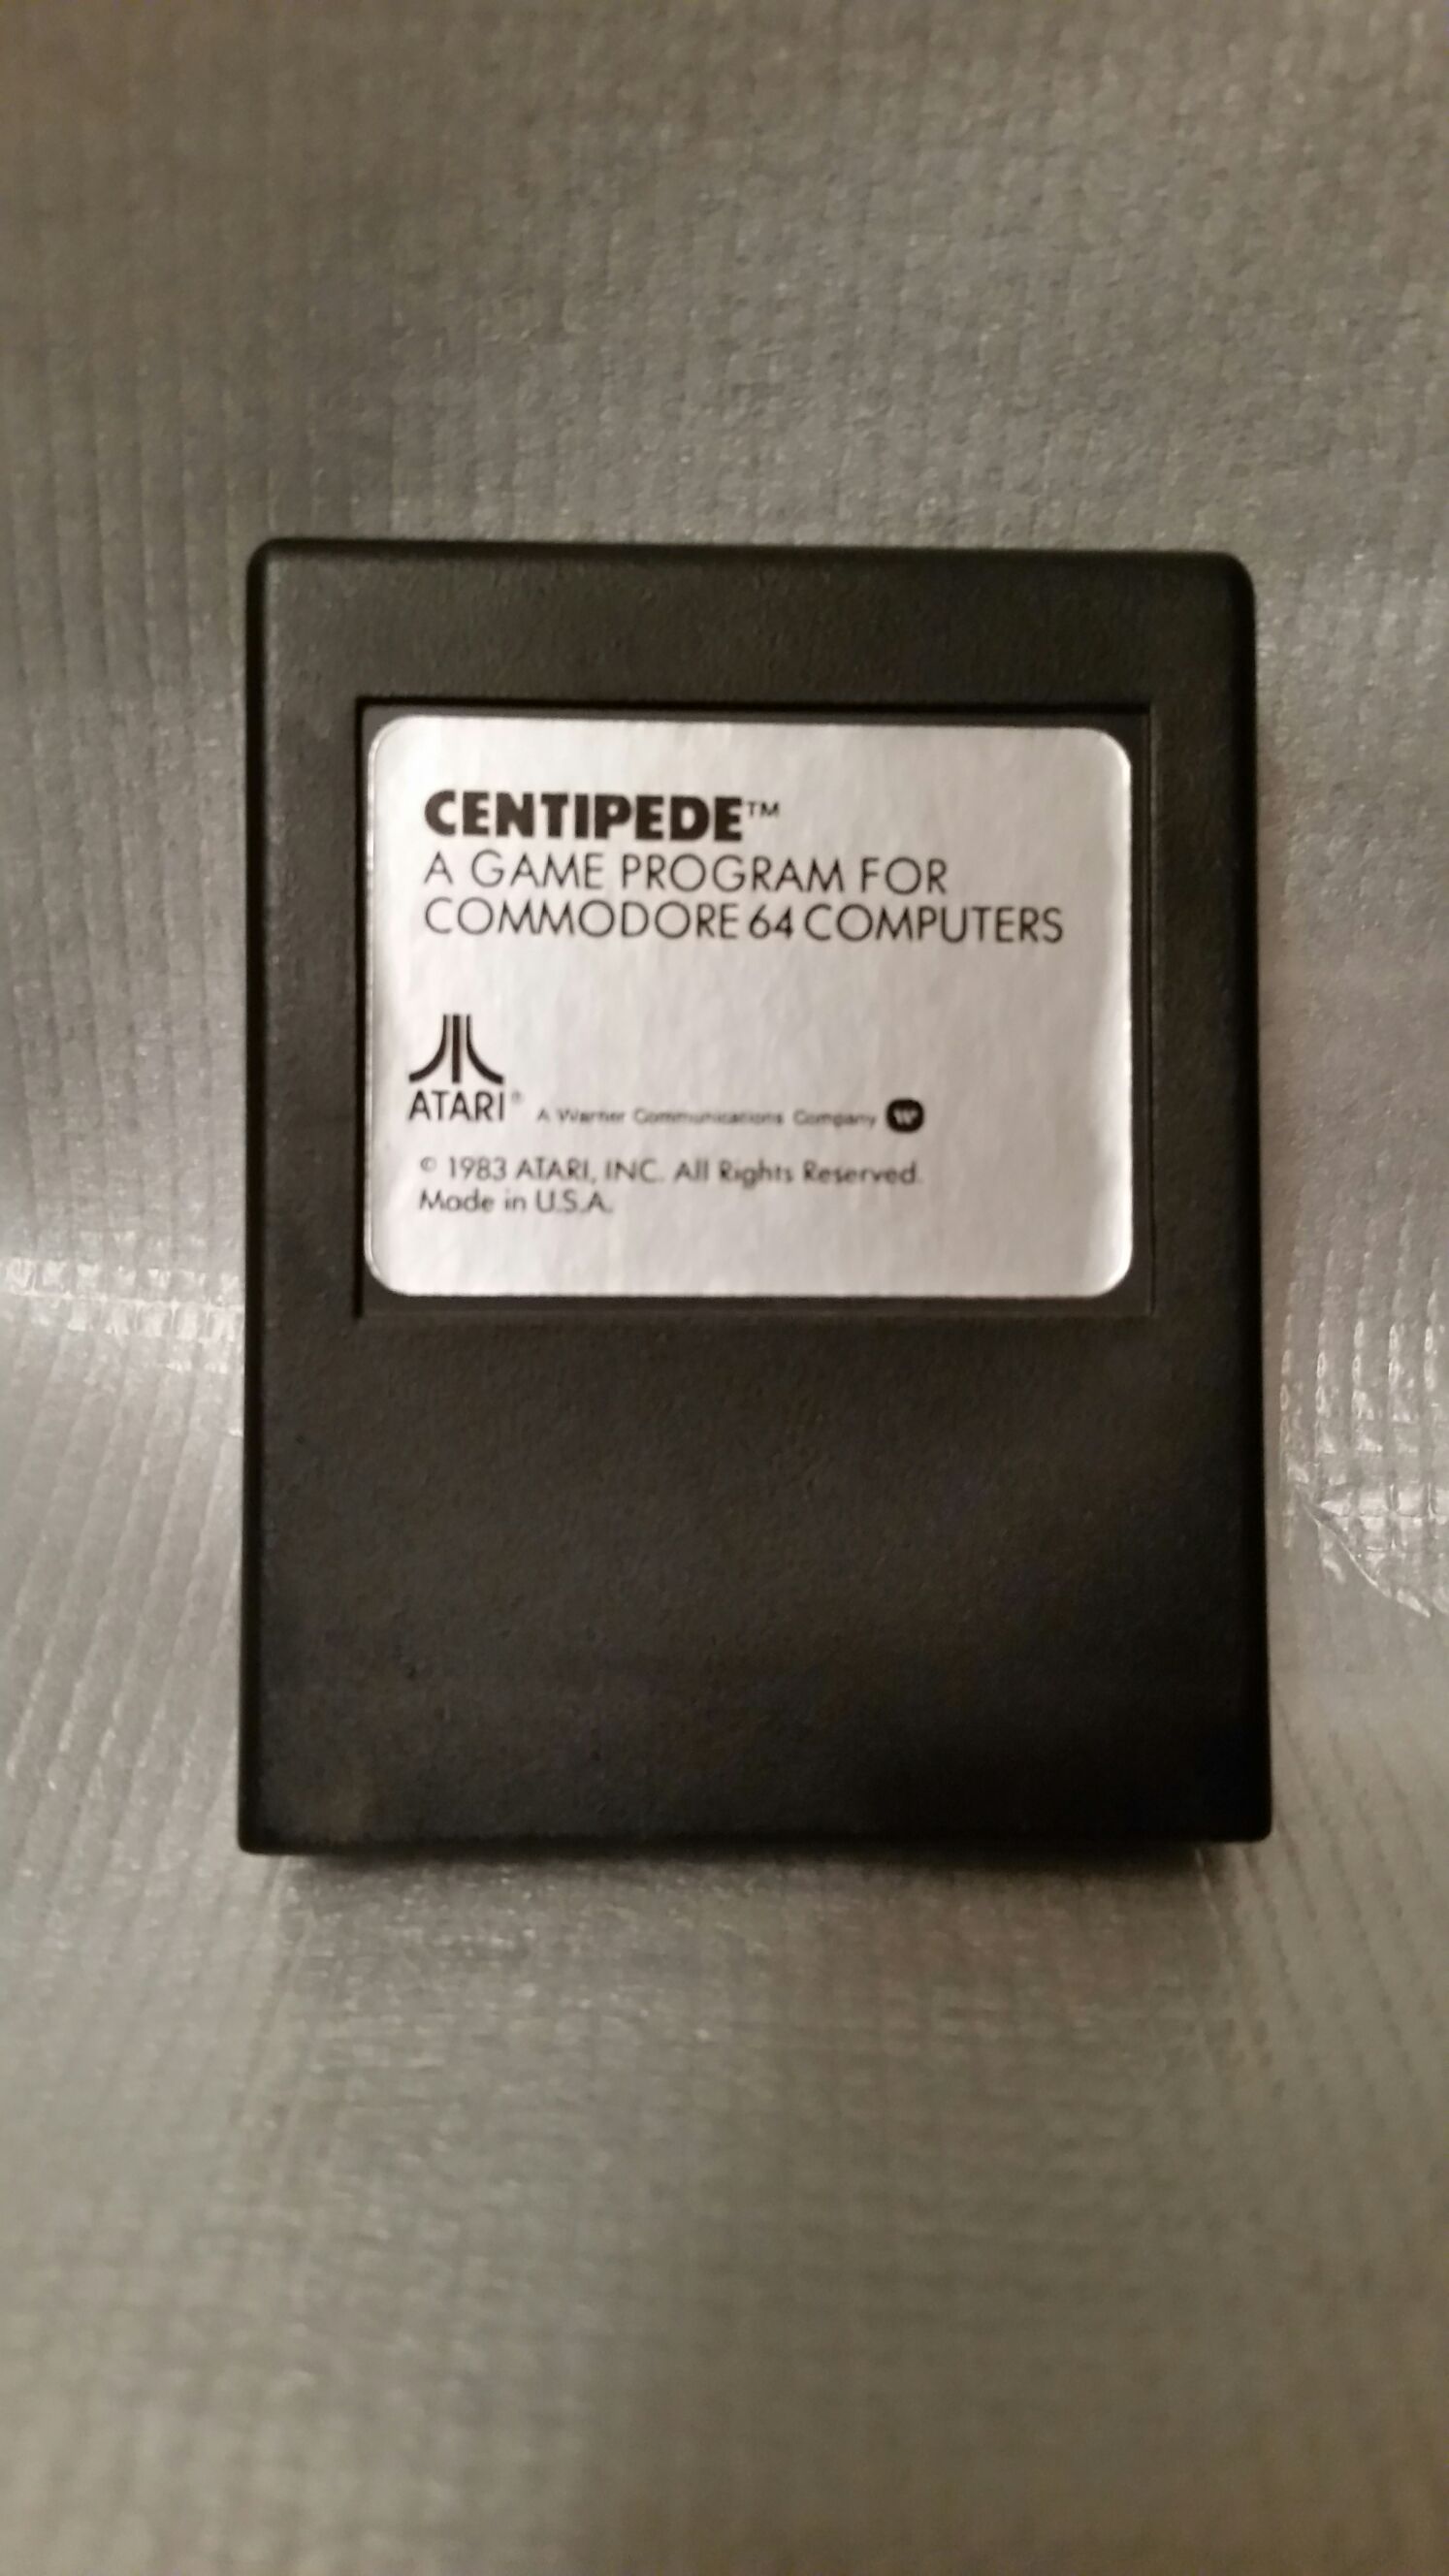 CENTIPEDE™
A GAME PROGRAM FOR
COMMODORE 64 COMPUTERS
ATARI® A Warner Communications Company W
© 1983 ATARI, INC. All Rights Reserved.
Made in U.S.A.